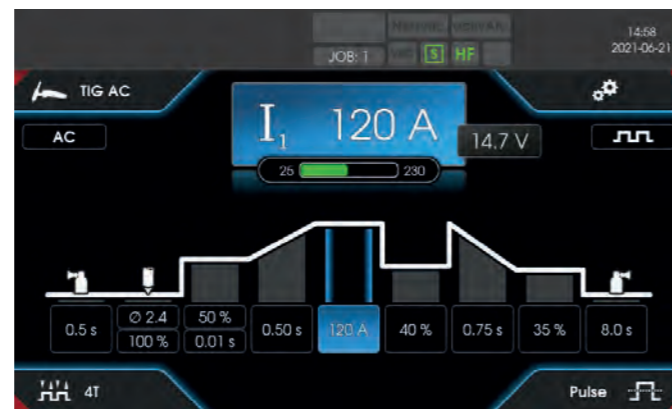 14:58
JOB: 1 S HF 2021-06-21
TIG AC
I1 120 A
AC 14.7 V
25 230
0.5 s Ø 2.4 50 % 0.50 s 120 A 40 % 0.75 s 35 % 8.0 s
100 % 0.01 s
4T Pulse